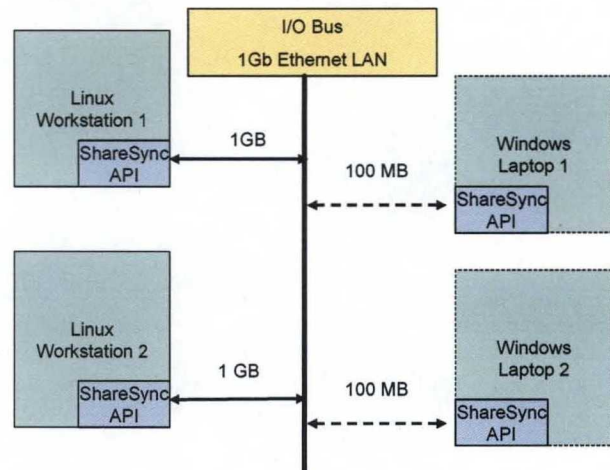 I/O Bus
1Gb Ethernet LAN
Linux
Workstation 1
ShareSync
API
1GB
Windows
Laptop 1
ShareSync
API
100 MB
Linux
Workstation 2
ShareSync
API
1 GB
Windows
Laptop 2
ShareSync
API
100 MB